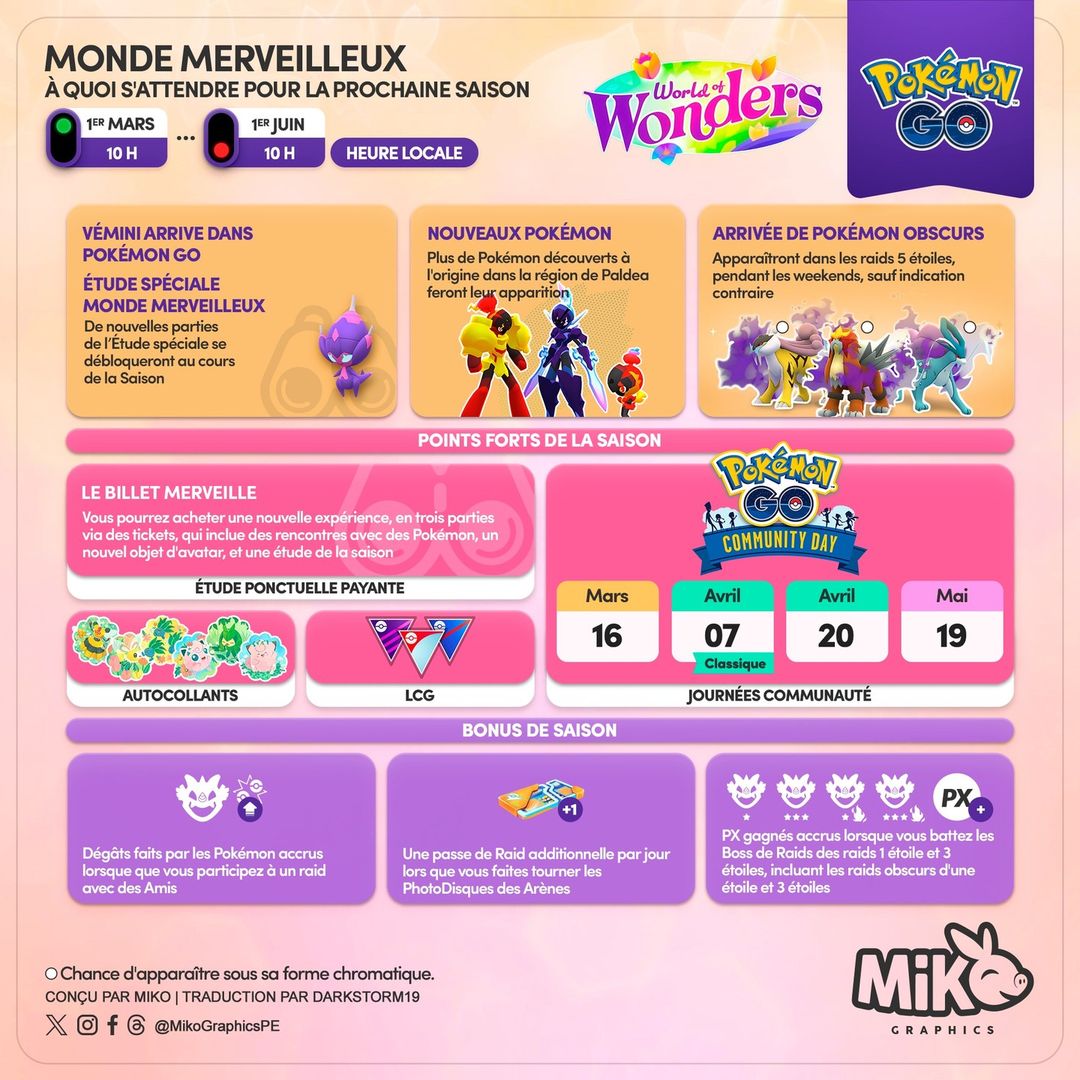 MONDE MERVEILLEUX
À QUOI S'ATTENDRE POUR LA PROCHAINE SAISON
1ER MARS
10 H
...
1ER JUIN
10 H
HEURE LOCALE
World of
Wonders
POKÉMON
GO
VÉMINI ARRIVE DANS
POKÉMON GO
ÉTUDE SPÉCIALE
MONDE MERVEILLEUX
De nouvelles parties
de l'Étude spéciale se
débloqueront au cours
de la Saison
NOUVEAUX POKÉMON
Plus de Pokémon découverts à
l'origine dans la région de Paldea
feront leur apparition
ARRIVÉE DE POKÉMON OBSCURS
Apparaîtront dans les raids 5 étoiles,
pendant les weekends, sauf indication
contraire
POINTS FORTS DE LA SAISON
LE BILLET MERVEILLE
Vous pourrez acheter une nouvelle expérience, en trois parties
via des tickets, qui inclue des rencontres avec des Pokémon, un
nouvel objet d'avatar, et une étude de la saison
ÉTUDE PONCTUELLE PAYANTE
AUTOCOLLANTS
LCG
POKÉMON
GO
COMMUNITY DAY
Mars
16
Avril
07
Classique
Avril
20
Mai
19
JOURNÉES COMMUNAUTÉ
BONUS DE SAISON
Dégâts faits par les Pokémon accrus
lorsque que vous participez à un raid
avec des Amis
+1
Une passe de Raid additionnelle par jour
lors que vous faites tourner les
PhotoDisques des Arènes
PX +
PX gagnés accrus lorsque vous battez les
Boss de Raids des raids 1 étoile et 3
étoiles, incluant les raids obscurs d'une
étoile et 3 étoiles
Chance d'apparaître sous sa forme chromatique.
CONÇU PAR MIKO | TRADUCTION PAR DARKSTORM19
@MikoGraphicsPE
MiKO
GRAPHICS